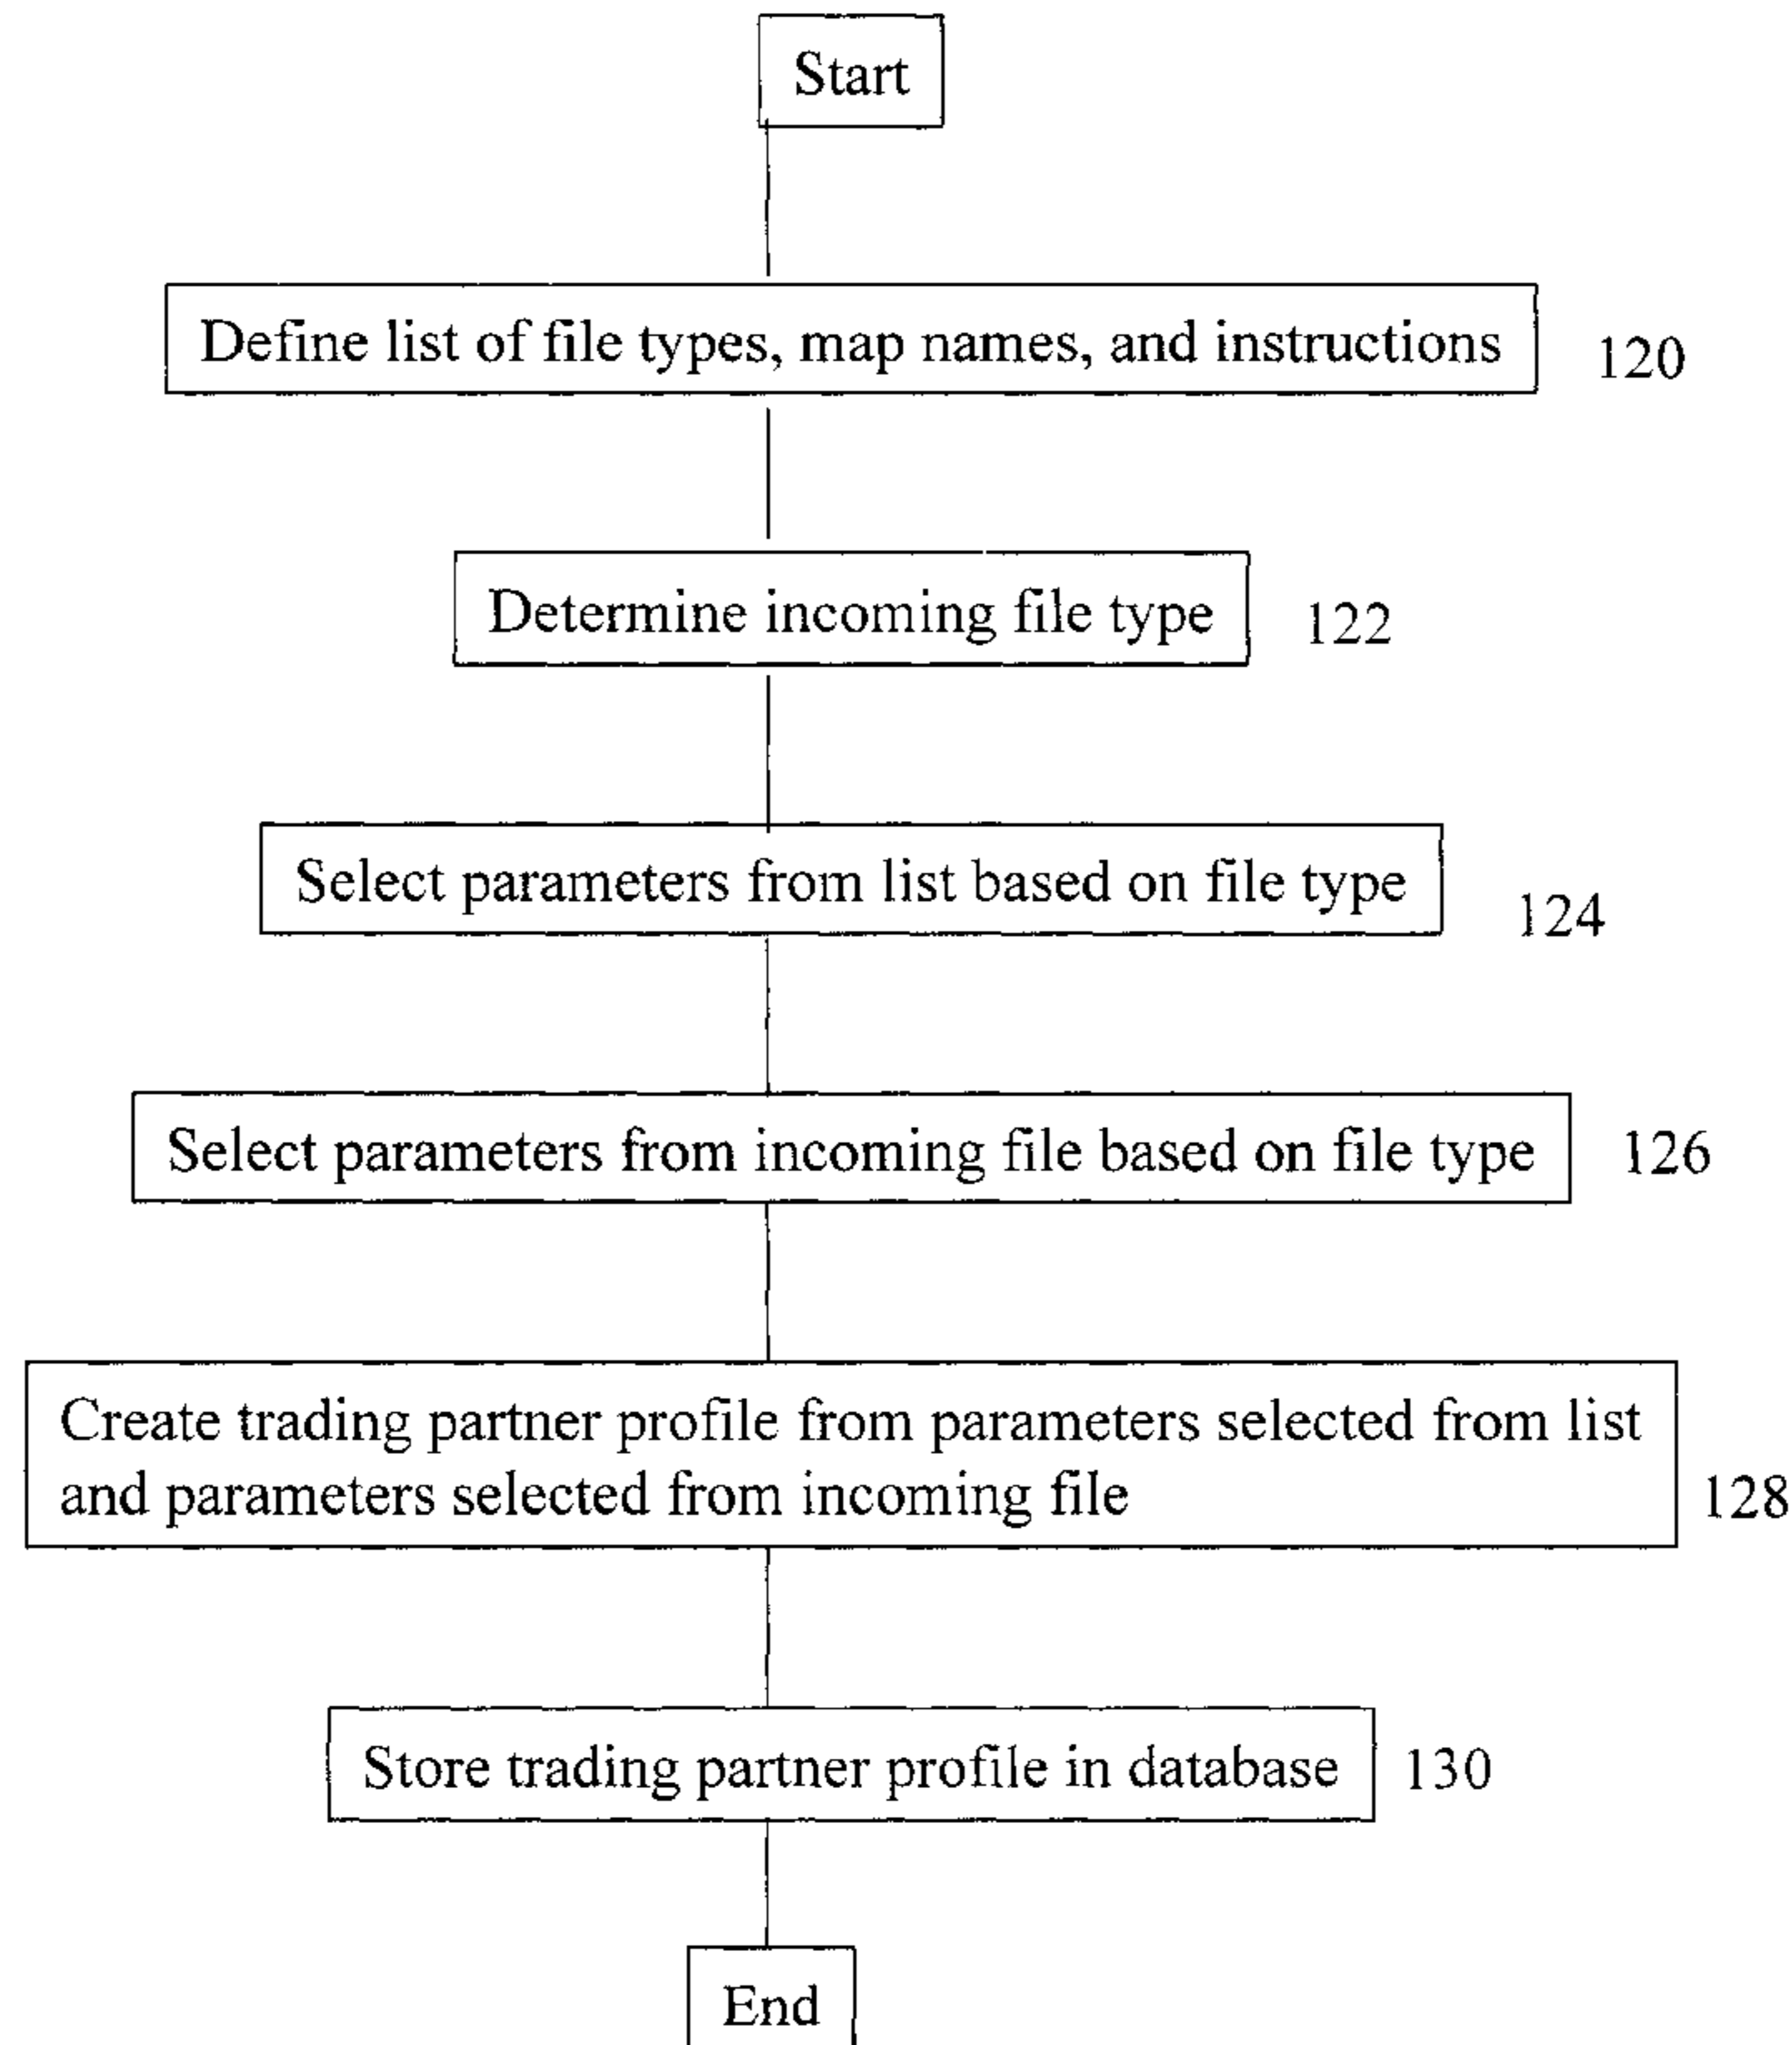 Start
Define list of file types, map names, and instructions 120
Determine incoming file type 122
Select parameters from list based on file type 124
Select parameters from incoming file based on file type 126
Create trading partner profile from parameters selected from list
and parameters selected from incoming file 128
Store trading partner profile in database 130
End